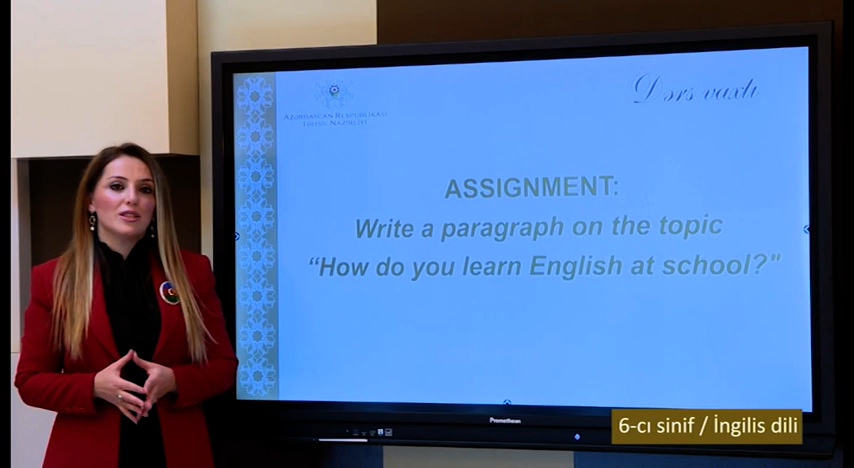 Dərs vaxtı
AZƏRBAYCAN RESPUBLİKASI
TƏHSİL NAZİRLİYİ
ASSIGNMENT:
Write a paragraph on the topic
“How do you learn English at school?"
Promethean
6-cı sinif / İngilis dili